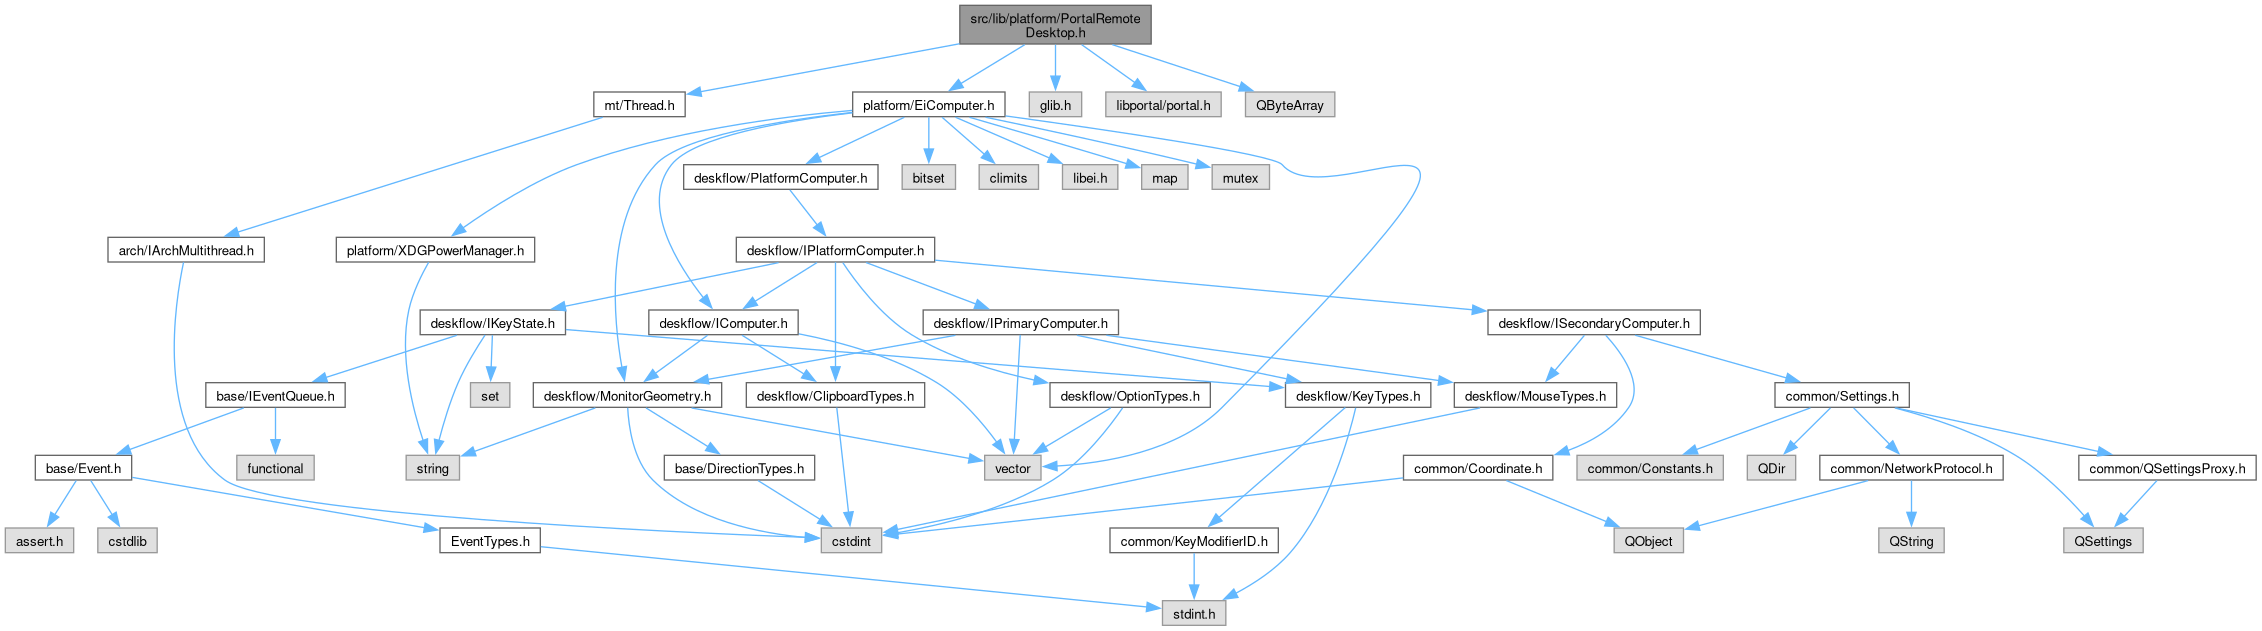 src/lib/platform/PortalRemote
Desktop.h
mt/Thread.h
platform/EiComputer.h
glib.h
libportal/portal.h
QByteArray
deskflow/PlatformComputer.h
bitset
climits
libei.h
map
mutex
arch/IArchMultithread.h
platform/XDGPowerManager.h
deskflow/IPlatformComputer.h
deskflow/IKeyState.h
deskflow/IComputer.h
deskflow/IPrimaryComputer.h
deskflow/ISecondaryComputer.h
base/IEventQueue.h
set
deskflow/MonitorGeometry.h
deskflow/ClipboardTypes.h
deskflow/OptionTypes.h
deskflow/KeyTypes.h
deskflow/MouseTypes.h
common/Settings.h
base/Event.h
functional
string
base/DirectionTypes.h
vector
common/Coordinate.h
common/Constants.h
QDir
common/NetworkProtocol.h
common/QSettingsProxy.h
assert.h
cstdlib
EventTypes.h
cstdint
common/KeyModifierID.h
QObject
QString
QSettings
stdint.h